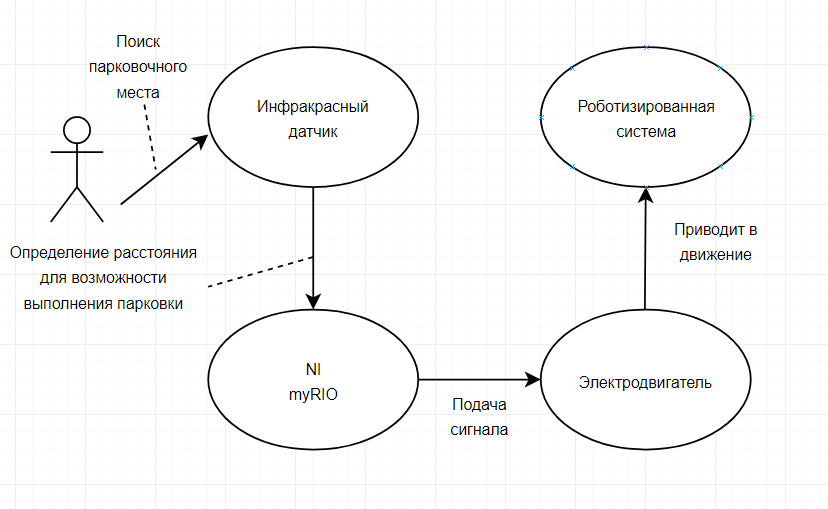 Поиск
парковочного
места
Инфракрасный
датчик
Роботизированная
система
Определение расстояния
для возможности
выполнения парковки
Приводит в
движение
NI
myRIO
Подача
сигнала
Электродвигатель